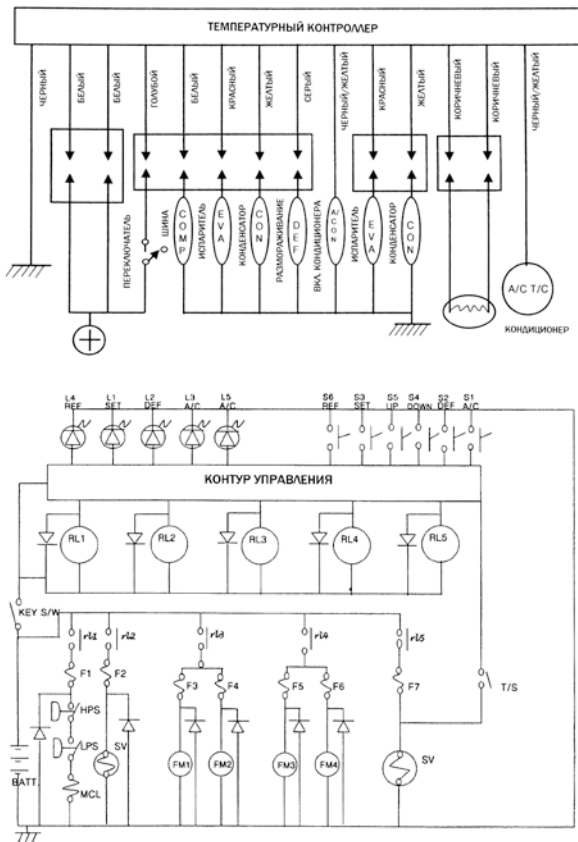 ТЕМПЕРАТУРНЫЙ КОНТРОЛЛЕР
ЧЕРНЫЙ
БЕЛЫЙ
БЕЛЫЙ
ГОЛУБОЙ
БЕЛЫЙ
КРАСНЫЙ
ЖЕЛТЫЙ
СЕРЫЙ
ЧЕРНЫЙ/ЖЕЛТЫЙ
КРАСНЫЙ
ЖЕЛТЫЙ
КОРИЧНЕВЫЙ
КОРИЧНЕВЫЙ
ЧЕРНЫЙ/ЖЕЛТЫЙ
ПЕРЕКЛЮЧАТЕЛЬ
ШИНА
COMP
ИСПАРИТЕЛЬ
EVA
КОНДЕНСАТОР
CON
РАЗМОРАЖИВАНИЕ
DEF
ВКЛ. КОНДИЦИОНЕРА
A/CON
ИСПАРИТЕЛЬ
EVA
КОНДЕНСАТОР
CON
A/C T/C
КОНДИЦИОНЕР
L4 L1 L2 L3 L5 S6 S3 S5 S4 S2 S1
REF SET DEF A/C A/C REF SET UP DOWN DEF A/C
КОНТУР УПРАВЛЕНИЯ
RL1 RL2 RL3 RL4 RL5
KEY S/W
rl1 rl2 rl3 rl4 rl5
F1 F2 F3 F4 F5 F6 F7 T/S
HPS
LPS
SV FM1 FM2 FM3 FM4 SV
BATT.
MCL